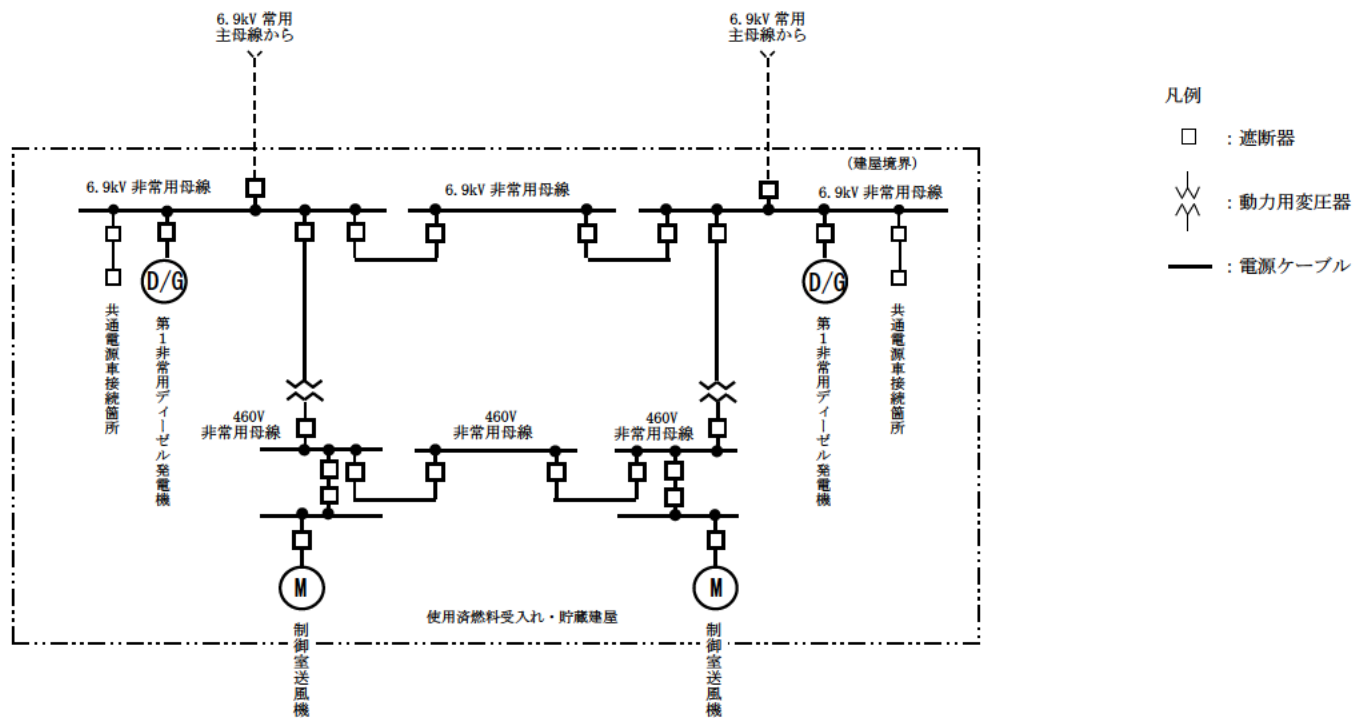 6.9kV 常用
主母線から
6.9kV 常用
主母線から
凡例
：遮断器
：動力用変圧器
：電源ケーブル
(建屋境界)
6.9kV 非常用母線
6.9kV 非常用母線
6.9kV 非常用母線
D/G
D/G
共通電源車接続箇所
第1非常用ディーゼル発電機
第1非常用ディーゼル発電機
共通電源車接続箇所
460V
非常用母線
460V
非常用母線
460V
非常用母線
M
M
使用済燃料受入れ・貯蔵建屋
制御室送風機
制御室送風機